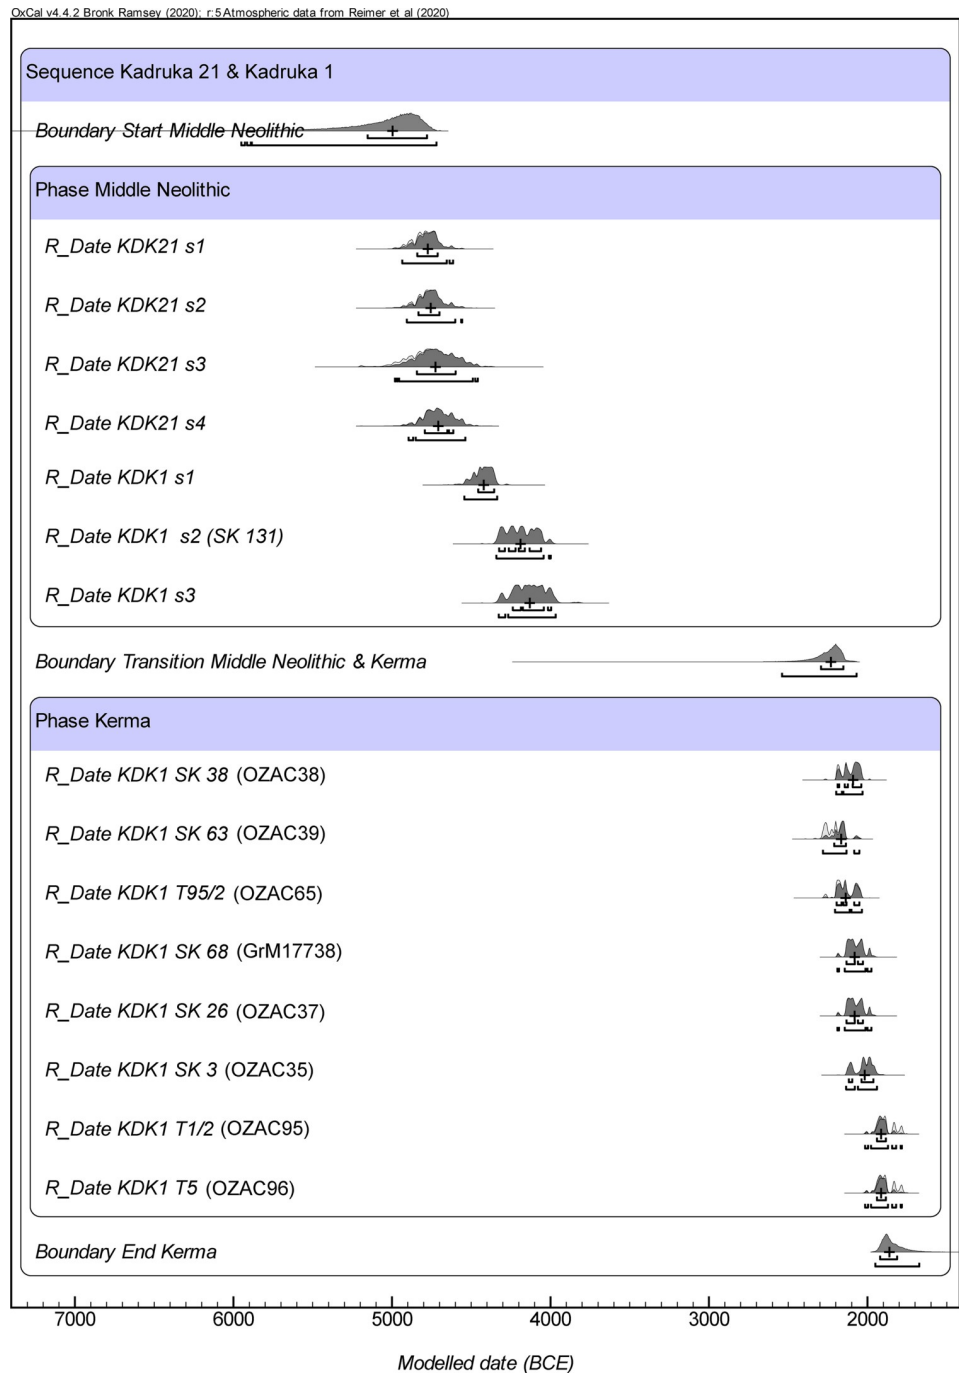 OxCal v4.4.2 Bronk Ramsey (2020); r:5 Atmospheric data from Reimer et al (2020)
Sequence Kadruka 21 & Kadruka 1
Boundary Start Middle Neolithic
Phase Middle Neolithic
R_Date KDK21 s1
R_Date KDK21 s2
R_Date KDK21 s3
R_Date KDK21 s4
R_Date KDK1 s1
R_Date KDK1 s2 (SK 131)
R_Date KDK1 s3
Boundary Transition Middle Neolithic & Kerma
Phase Kerma
R_Date KDK1 SK 38 (OZAC38)
R_Date KDK1 SK 63 (OZAC39)
R_Date KDK1 T95/2 (OZAC65)
R_Date KDK1 SK 68 (GrM17738)
R_Date KDK1 SK 26 (OZAC37)
R_Date KDK1 SK 3 (OZAC35)
R_Date KDK1 T1/2 (OZAC95)
R_Date KDK1 T5 (OZAC96)
Boundary End Kerma
7000 6000 5000 4000 3000 2000
Modelled date (BCE)